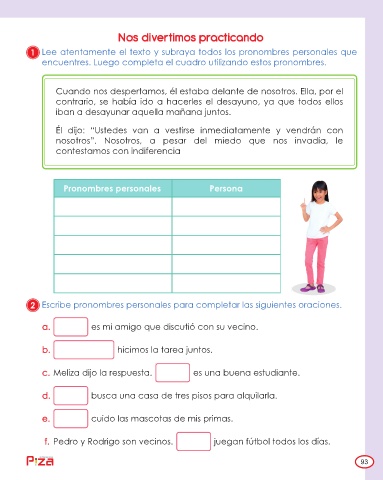 Nos divertimos practicando
1 Lee atentamente el texto y subraya todos los pronombres personales que
encuentres. Luego completa el cuadro utilizando estos pronombres.
Cuando nos despertamos, él estaba delante de nosotros. Ella, por el
contrario, se había ido a hacerles el desayuno, ya que todos ellos
iban a desayunar aquella mañana juntos.
Él dijo: “Ustedes van a vestirse inmediatamente y vendrán con
nosotros”. Nosotros, a pesar del miedo que nos invadía, le
contestamos con indiferencia
Pronombres personales Persona
2 Escribe pronombres personales para completar las siguientes oraciones.
a. es mi amigo que discutió con su vecino.
b. hicimos la tarea juntos.
c. Meliza dijo la respuesta. es una buena estudiante.
d. busca una casa de tres pisos para alquilarla.
e. cuido las mascotas de mis primas.
f. Pedro y Rodrigo son vecinos. juegan fútbol todos los días.
Piza 93